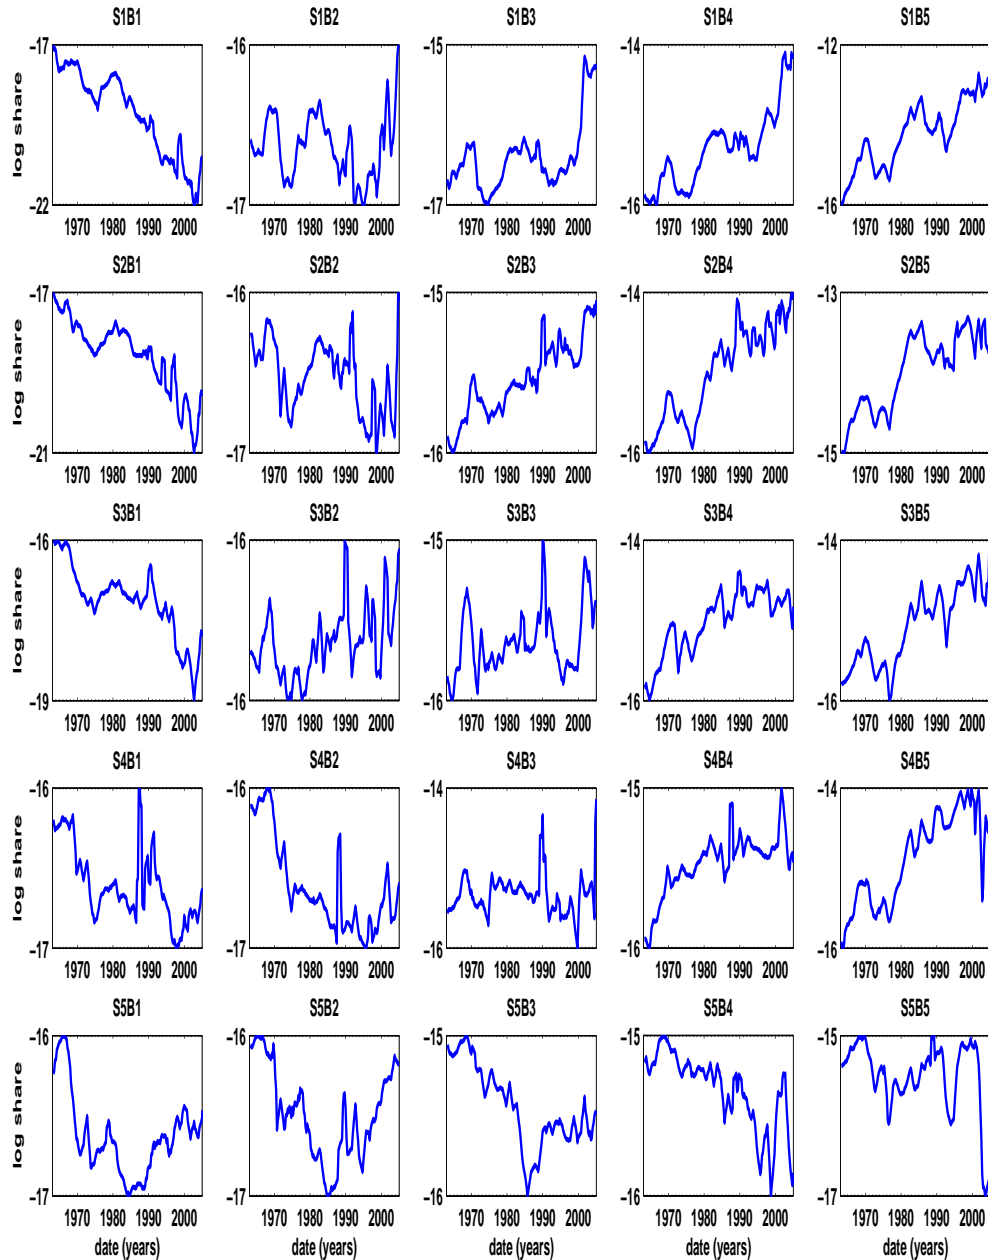 S1B1 S1B2 S1B3 S1B4 S1B5
−17 −16 −15 −14 −12
log share
−22 −17 −17 −16 −16
1970 1980 1990 2000 1970 1980 1990 2000 1970 1980 1990 2000 1970 1980 1990 2000 1970 1980 1990 2000
S2B1 S2B2 S2B3 S2B4 S2B5
−17 −16 −15 −14 −13
log share
−21 −17 −16 −16 −15
1970 1980 1990 2000 1970 1980 1990 2000 1970 1980 1990 2000 1970 1980 1990 2000 1970 1980 1990 2000
S3B1 S3B2 S3B3 S3B4 S3B5
−16 −16 −15 −14 −14
log share
−19 −16 −16 −16 −16
1970 1980 1990 2000 1970 1980 1990 2000 1970 1980 1990 2000 1970 1980 1990 2000 1970 1980 1990 2000
S4B1 S4B2 S4B3 S4B4 S4B5
−16 −16 −14 −15 −14
log share
−17 −17 −16 −16 −16
1970 1980 1990 2000 1970 1980 1990 2000 1970 1980 1990 2000 1970 1980 1990 2000 1970 1980 1990 2000
S5B1 S5B2 S5B3 S5B4 S5B5
−16 −16 −15 −15 −15
log share
−17 −17 −16 −16 −17
1970 1980 1990 2000 1970 1980 1990 2000 1970 1980 1990 2000 1970 1980 1990 2000 1970 1980 1990 2000
date (years) date (years) date (years) date (years) date (years)